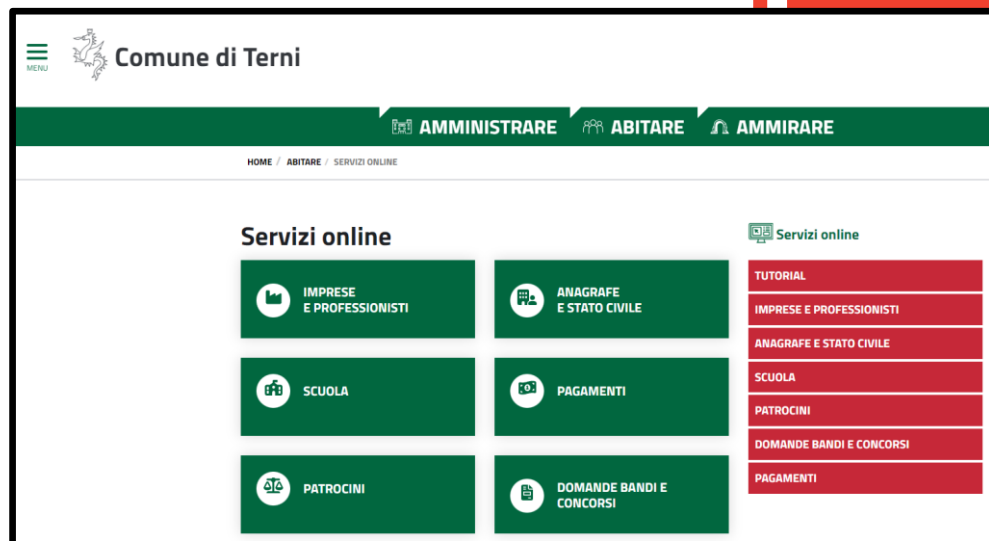 MENU
Comune di Terni
AMMINISTRARE
ABITARE
AMMIRARE
HOME / ABITARE / SERVIZI ONLINE
Servizi online
IMPRESE
E PROFESSIONISTI
ANAGRAFE
E STATO CIVILE
SCUOLA
PAGAMENTI
PATROCINI
DOMANDE BANDI E
CONCORSI
Servizi online
TUTORIAL
IMPRESE E PROFESSIONISTI
ANAGRAFE E STATO CIVILE
SCUOLA
PATROCINI
DOMANDE BANDI E CONCORSI
PAGAMENTI